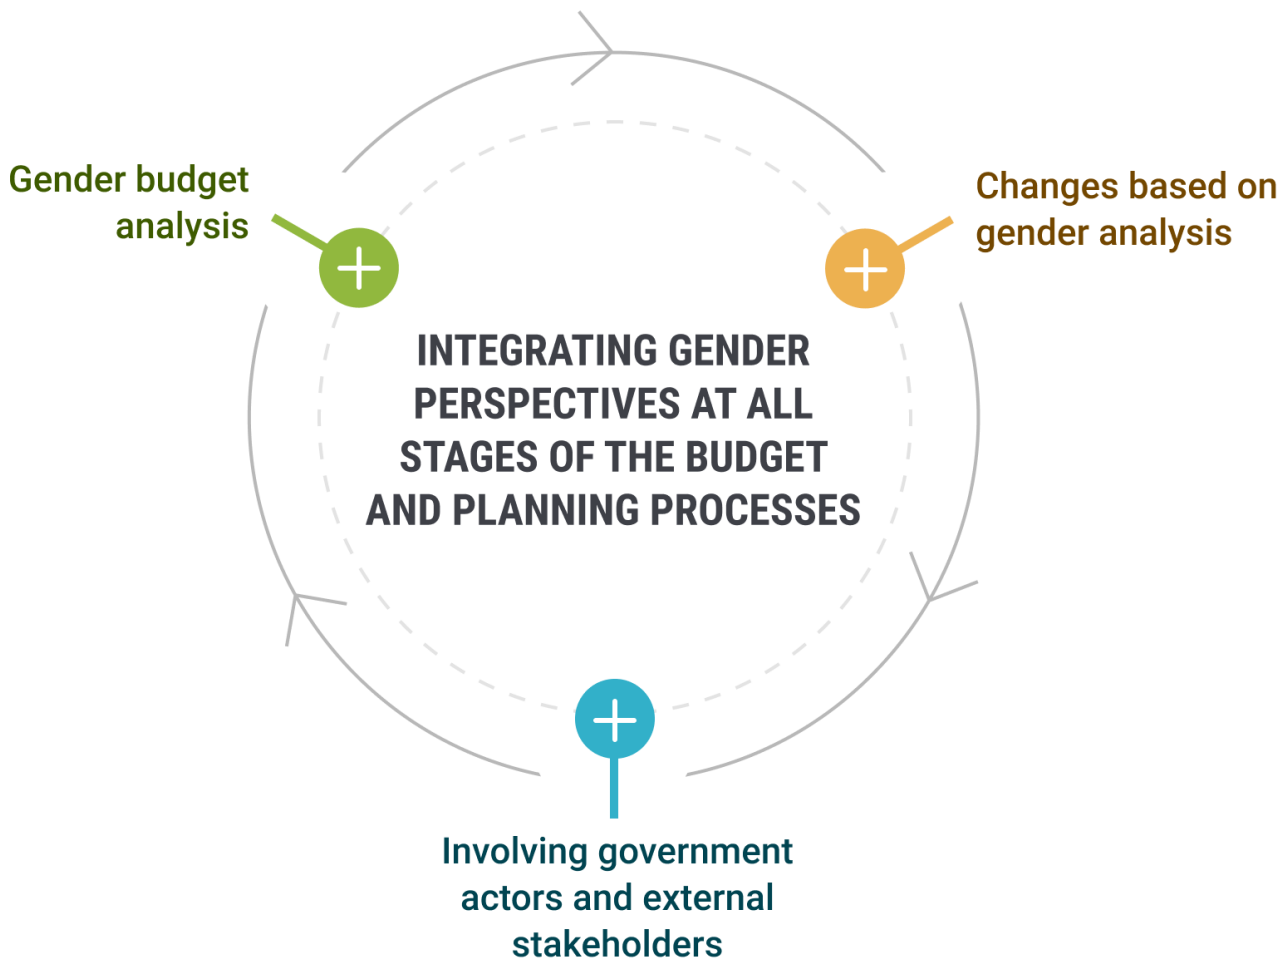 Gender budget
analysis
Changes based on
gender analysis
INTEGRATING GENDER
PERSPECTIVES AT ALL
STAGES OF THE BUDGET
AND PLANNING PROCESSES
Involving government
actors and external
stakeholders